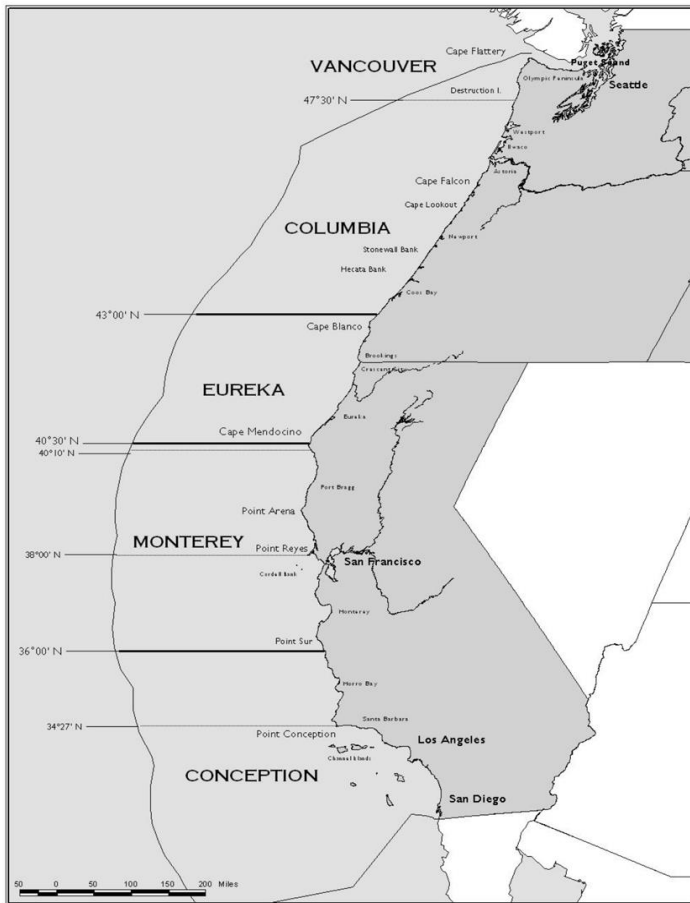 Cape Flattery
VANCOUVER
Puget Sound
Olympic Peninsula
Seattle
Destruction I.
47°30' N
Westport
Ilwaco
Astoria
Cape Falcon
Cape Lookout
COLUMBIA
Newport
Stonewall Bank
Hecata Bank
Coos Bay
43°00' N
Cape Blanco
Brookings
Crescent City
EUREKA
Eureka
Cape Mendocino
40°30' N
40°10' N
Fort Bragg
Point Arena
MONTEREY
Point Reyes
38°00' N
San Francisco
Cordell Bank
Monterey
Point Sur
36°00' N
Morro Bay
Santa Barbara
34°27' N
Point Conception
Los Angeles
Channel Islands
CONCEPTION
San Diego
50 0 50 100 150 200 Miles